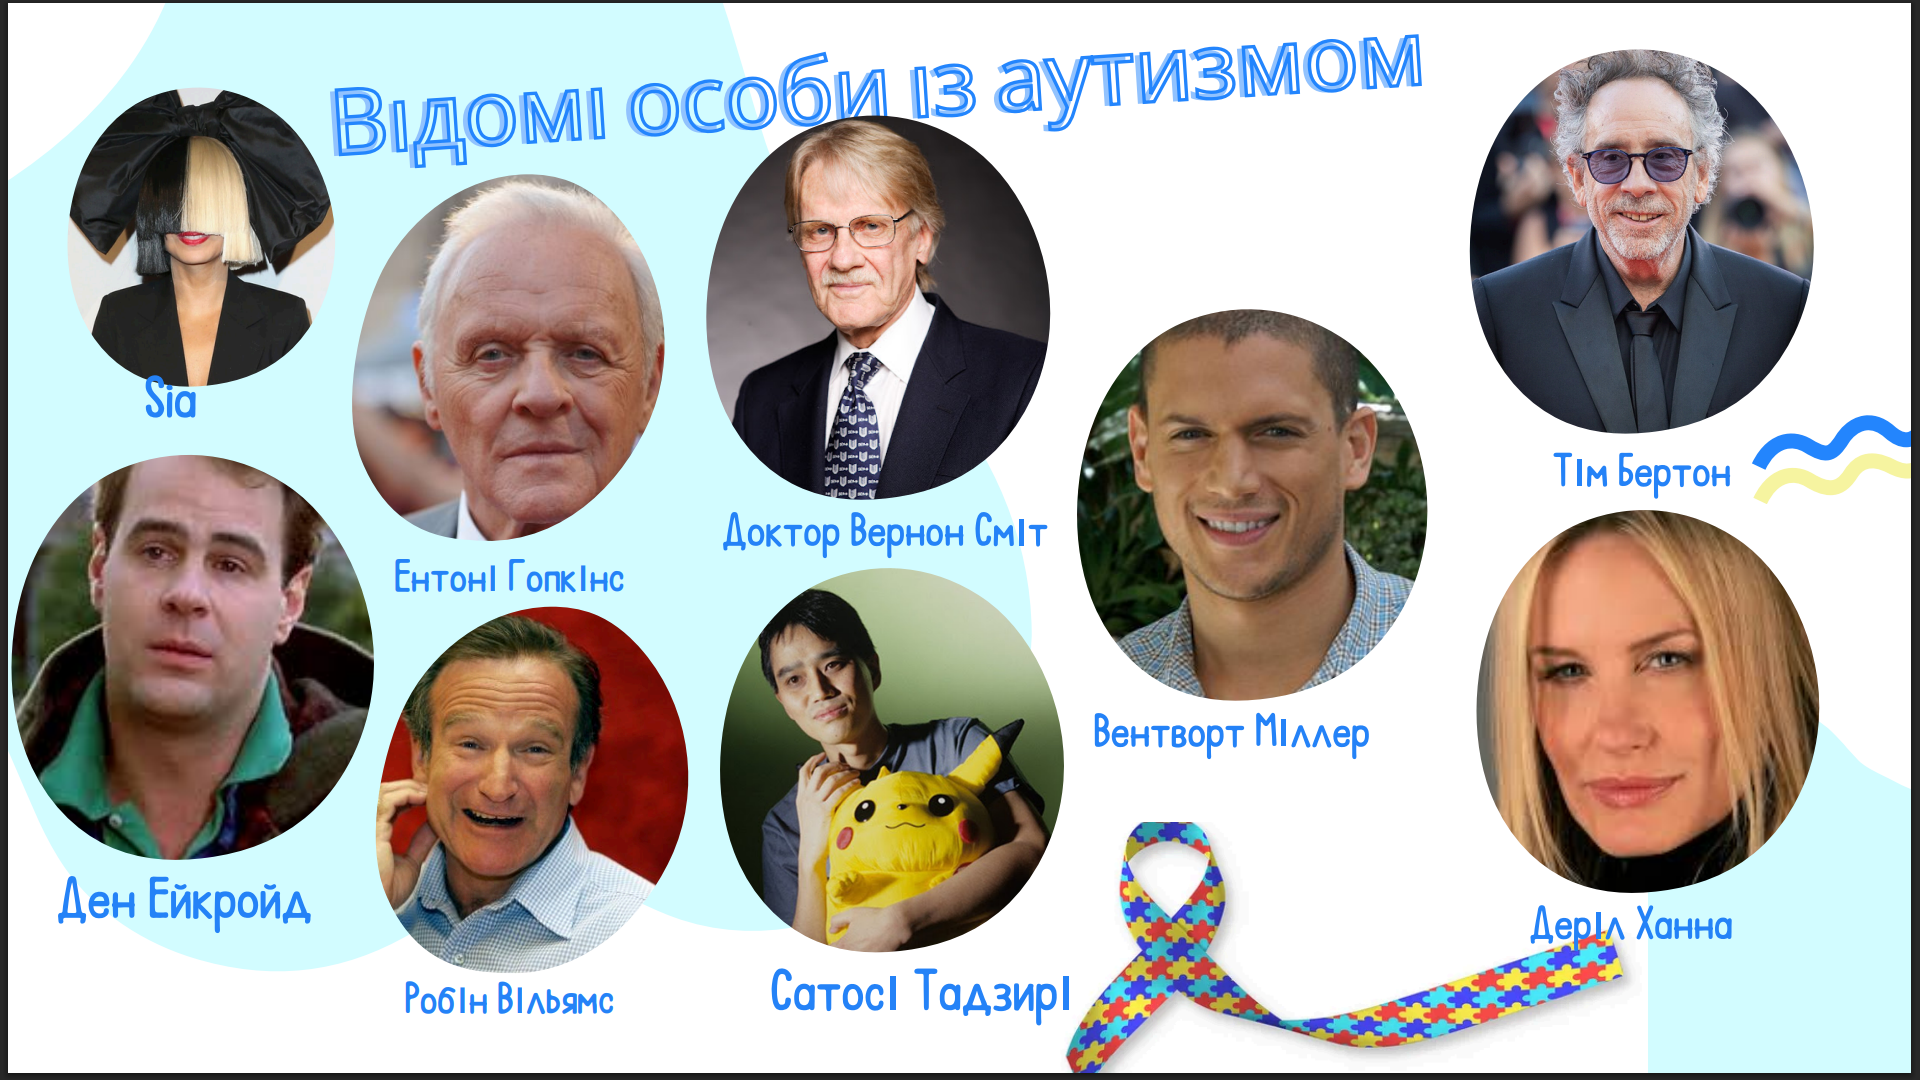 Відомі особи із аутизмом
Sia
Ентоні Гопкінс
Доктор Вернон Сміт
Тім Бертон
Вентворт Міллер
Ден Ейкройд
Робін Вільямс
Сатосі Тадзирі
Деріл Ханна